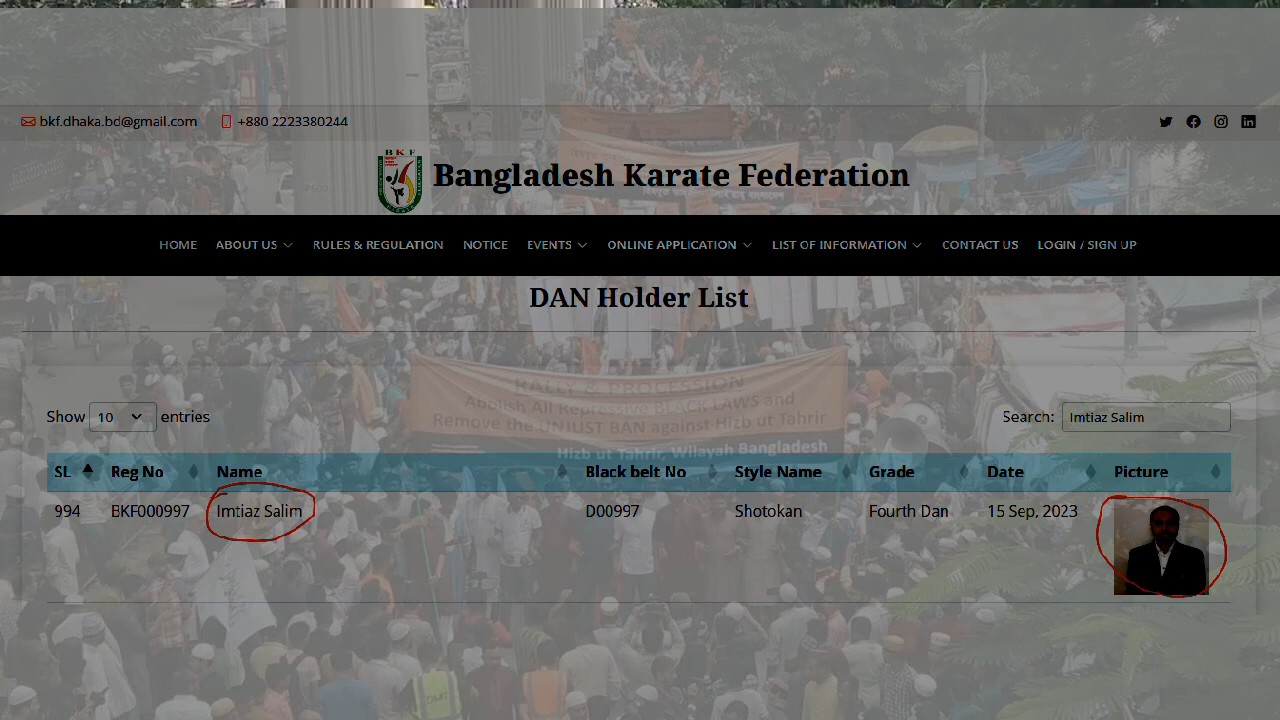 bkf.dhaka.bd@gmail.com +880 2223380244
BKF
Bangladesh Karate Federation
HOME ABOUT US RULES & REGULATION NOTICE EVENTS ONLINE APPLICATION LIST OF INFORMATION CONTACT US LOGIN / SIGN UP
DAN Holder List
RALLY & PROCESSION
Abolish All Repressive BLACK LAWS and
Remove the UNJUST BAN against Hizb ut Tahrir
Hizb ut Tahrir, Wilayah Bangladesh
Show 10 entries Search: Imtiaz Salim
SL Reg No Name Black belt No Style Name Grade Date Picture
994 BKF000997 Imtiaz Salim D00997 Shotokan Fourth Dan 15 Sep, 2023